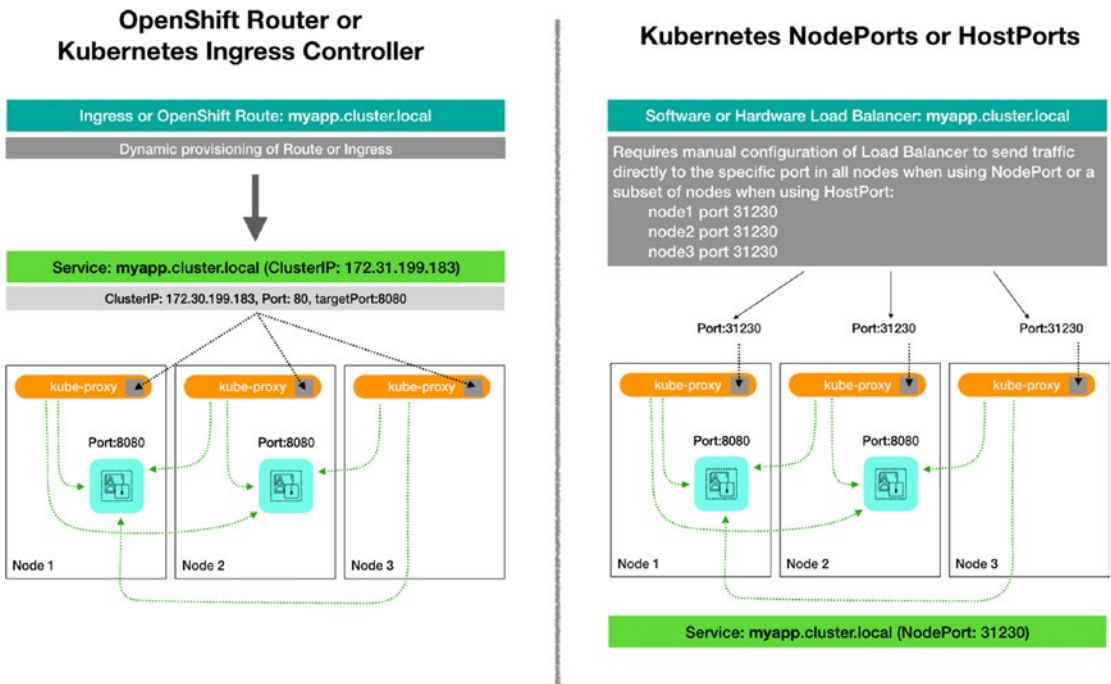 OpenShift Router or
Kubernetes Ingress Controller
Ingress or OpenShift Route: myapp.cluster.local
Dynamic provisioning of Route or Ingress
Service: myapp.cluster.local (ClusterIP: 172.31.199.183)
ClusterIP: 172.30.199.183, Port: 80, targetPort:8080
kube-proxy
kube-proxy
kube-proxy
Port:8080
Port:8080
Node 1
Node 2
Node 3
Kubernetes NodePorts or HostPorts
Software or Hardware Load Balancer: myapp.cluster.local
Requires manual configuration of Load Balancer to send traffic
directly to the specific port in all nodes when using NodePort or a
subset of nodes when using HostPort:
node1 port 31230
node2 port 31230
node3 port 31230
Port:31230
Port:31230
Port:31230
kube-proxy
kube-proxy
kube-proxy
Port:8080
Port:8080
Node 1
Node 2
Node 3
Service: myapp.cluster.local (NodePort: 31230)